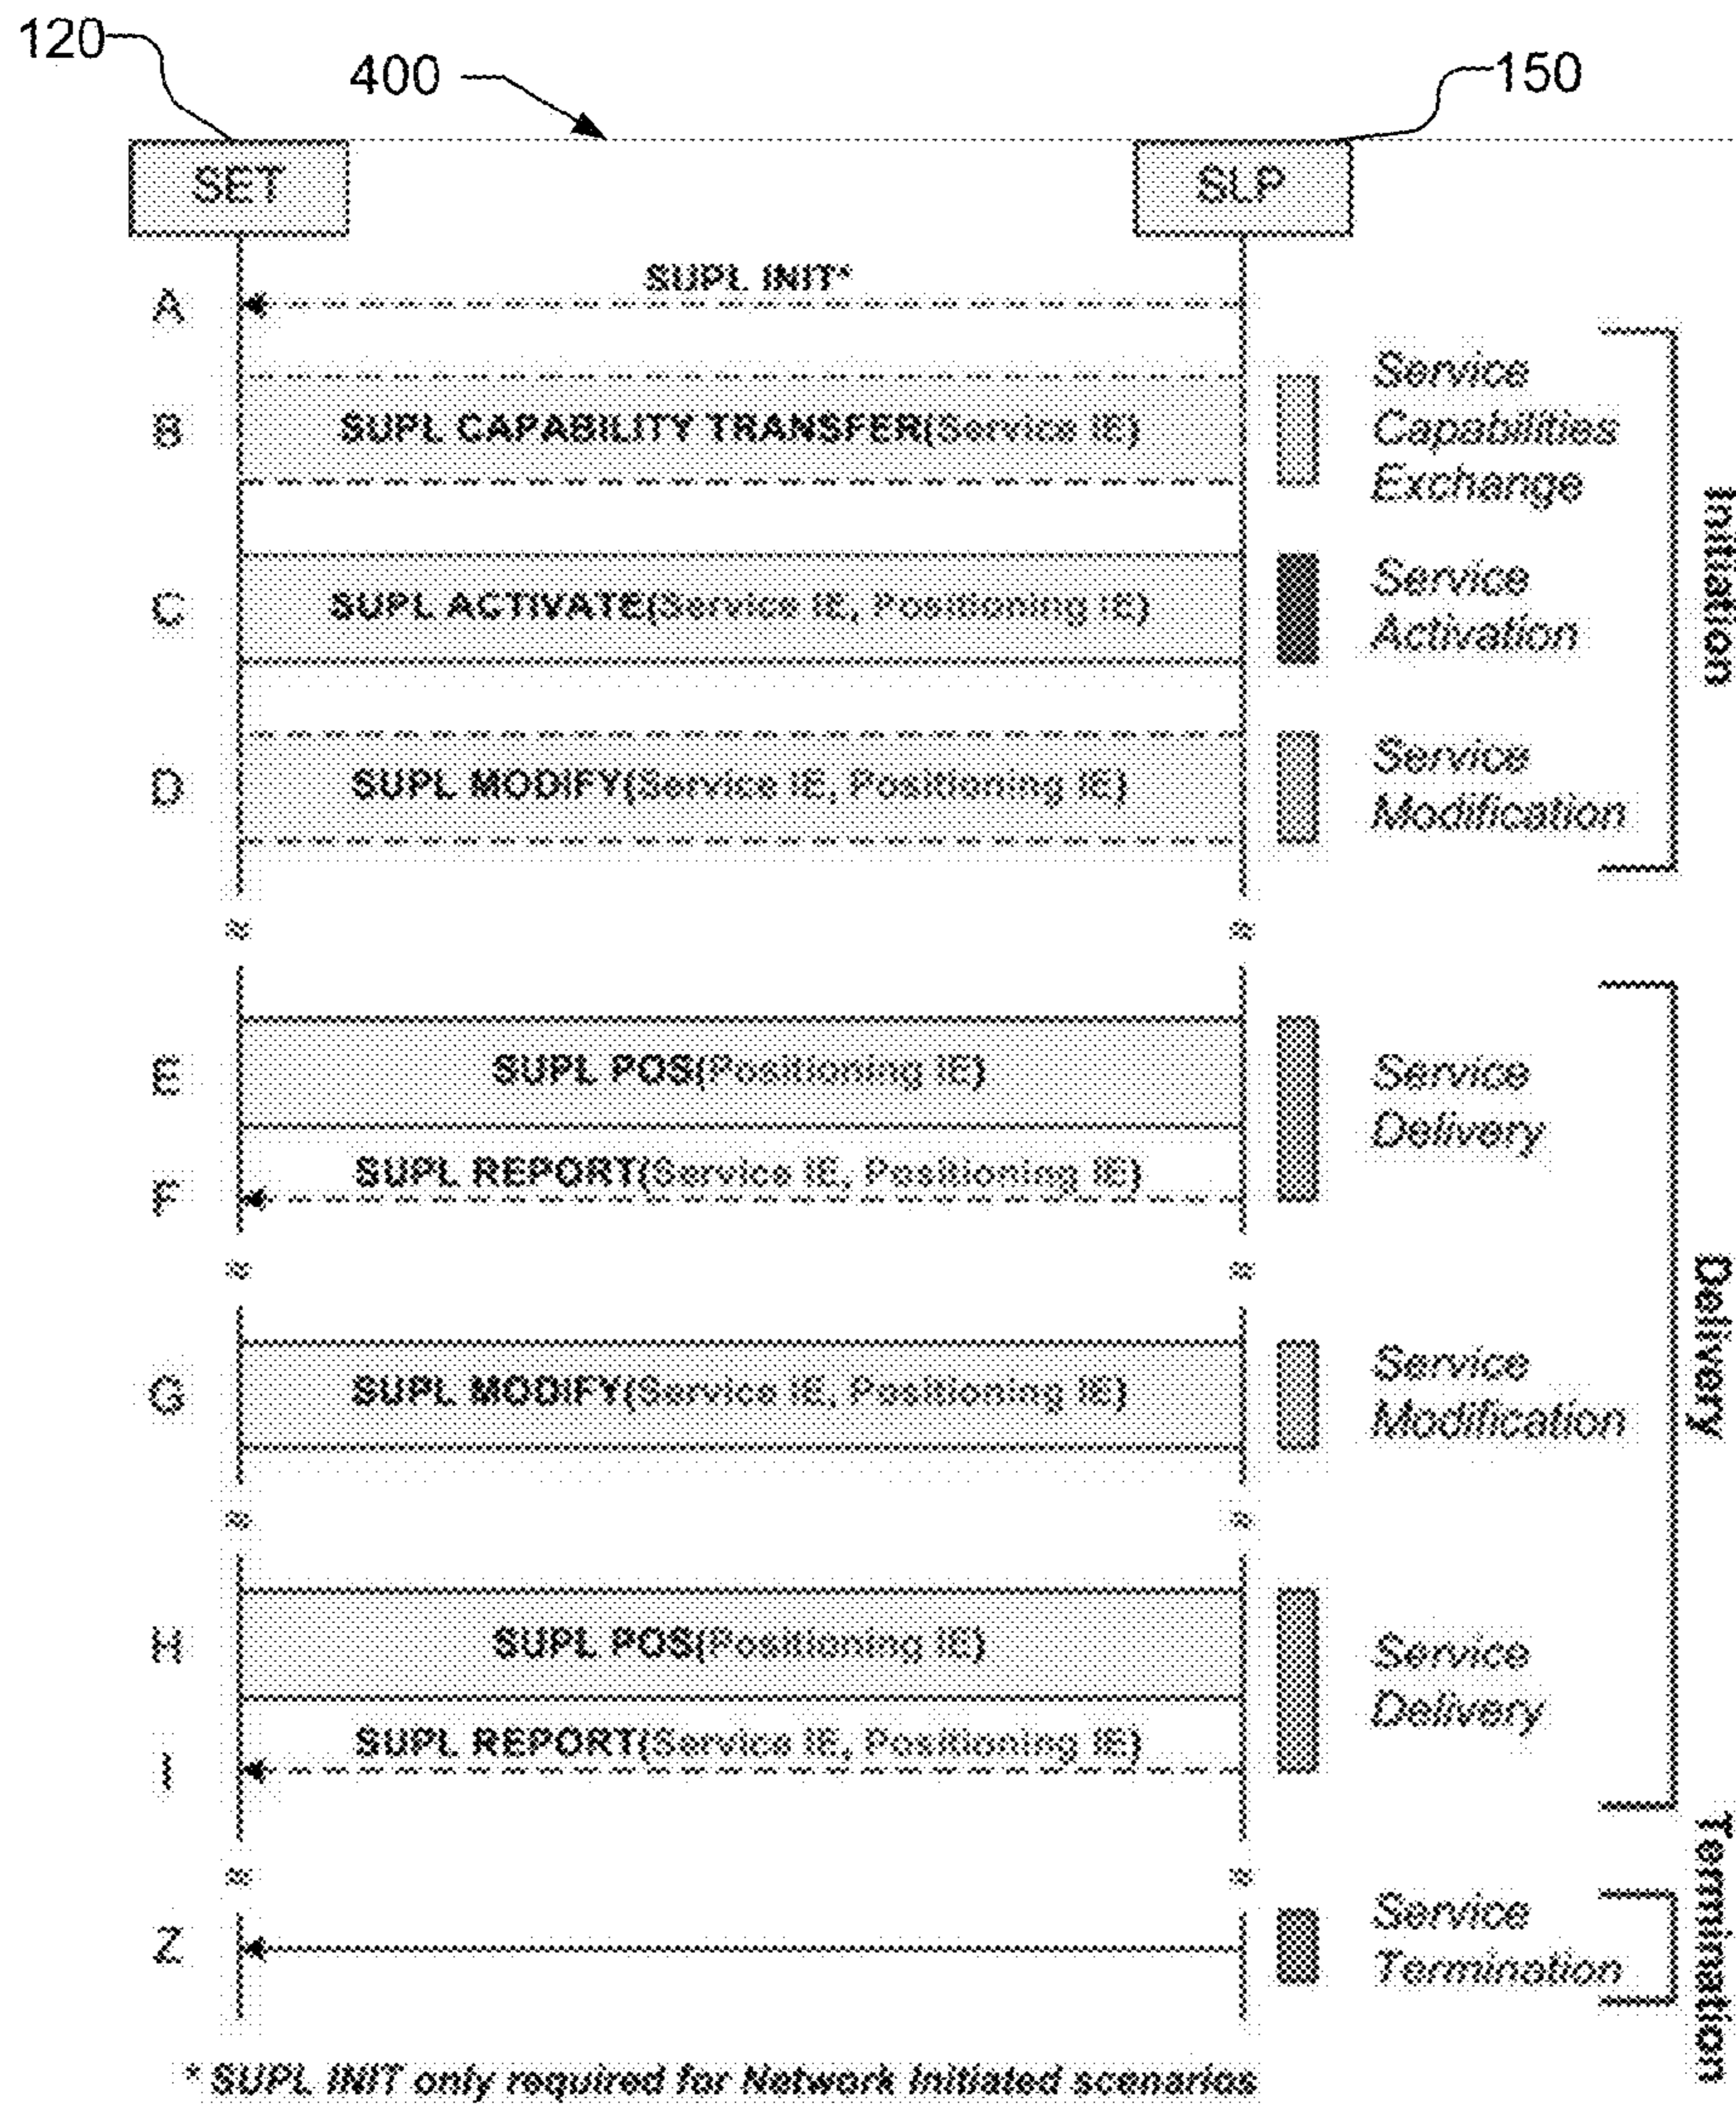 120
400
150
SET
SLP
A
SUPL INIT*
B
SUPL CAPABILITY TRANSFER(Service IE)
Service
Capabilities
Exchange
C
SUPL ACTIVATE(Service IE, Positioning IE)
Service
Activation
D
SUPL MODIFY(Service IE, Positioning IE)
Service
Modification
Initiation
≈
≈
E
SUPL POS(Positioning IE)
Service
Delivery
F
SUPL REPORT(Service IE, Positioning IE)
≈
≈
G
SUPL MODIFY(Service IE, Positioning IE)
Service
Modification
Delivery
≈
≈
H
SUPL POS(Positioning IE)
Service
Delivery
I
SUPL REPORT(Service IE, Positioning IE)
≈
≈
Z
Service
Termination
Termination
* SUPL INIT only required for Network Initiated scenarios